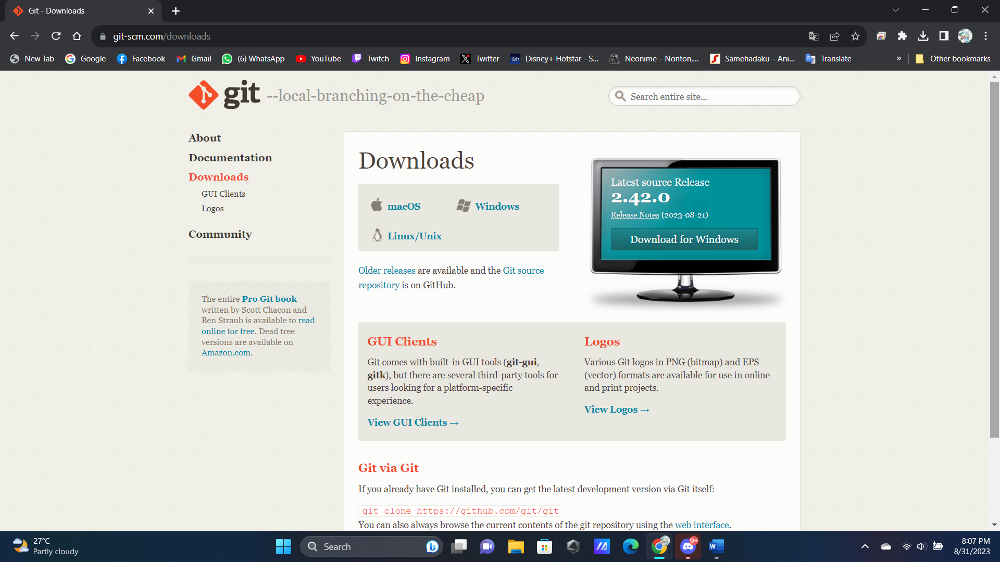 Git - Downloads
git-scm.com/downloads
New Tab Google Facebook Gmail (6) WhatsApp YouTube Twitch Instagram Twitter Disney+ Hotstar - S... Neonime – Nonton,... Samehadaku – Ani... Translate » Other bookmarks
git --local-branching-on-the-cheap
Search entire site...
About
Documentation
Downloads
GUI Clients
Logos
Community
The entire Pro Git book
written by Scott Chacon and
Ben Straub is available to read
online for free. Dead tree
versions are available on
Amazon.com.
Downloads
macOS Windows
Linux/Unix
Older releases are available and the Git source
repository is on GitHub.
Latest source Release
2.42.0
Release Notes (2023-08-21)
Download for Windows
GUI Clients
Git comes with built-in GUI tools (git-gui,
gitk), but there are several third-party tools for
users looking for a platform-specific
experience.
View GUI Clients →
Logos
Various Git logos in PNG (bitmap) and EPS
(vector) formats are available for use in online
and print projects.
View Logos →
Git via Git
If you already have Git installed, you can get the latest development version via Git itself:
git clone https://github.com/git/git
You can also always browse the current contents of the git repository using the web interface.
27°C
Partly cloudy
Search
9+
8:07 PM
8/31/2023